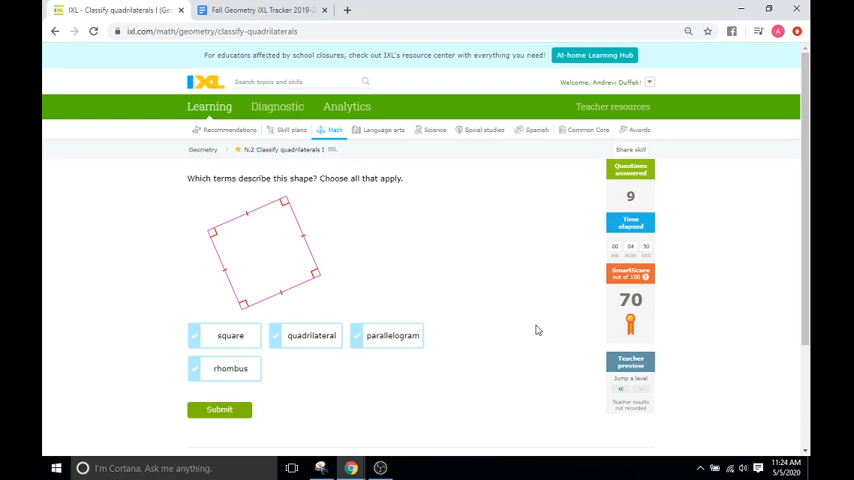 IXL - Classify quadrilaterals I (Ge
Fall Geometry IXL Tracker 2019-2
ixl.com/math/geometry/classify-quadrilaterals
For educators affected by school closures, check out IXL's resource center with everything you need! At-home Learning Hub
IXL Search topics and skills Welcome, Andrew Duffek!
Learning Diagnostic Analytics Teacher resources
Recommendations Skill plans Math Language arts Science Social studies Spanish Common Core Awards
Geometry > N.2 Classify quadrilaterals I Share skill
Which terms describe this shape? Choose all that apply.
Questions
answered
9
Time
elapsed
00 04 50
HR MIN SEC
SmartScore
out of 100
70
square quadrilateral parallelogram
rhombus
Submit
Teacher
preview
Jump a level
Teacher results
not recorded
I'm Cortana. Ask me anything.
11:24 AM
5/5/2020